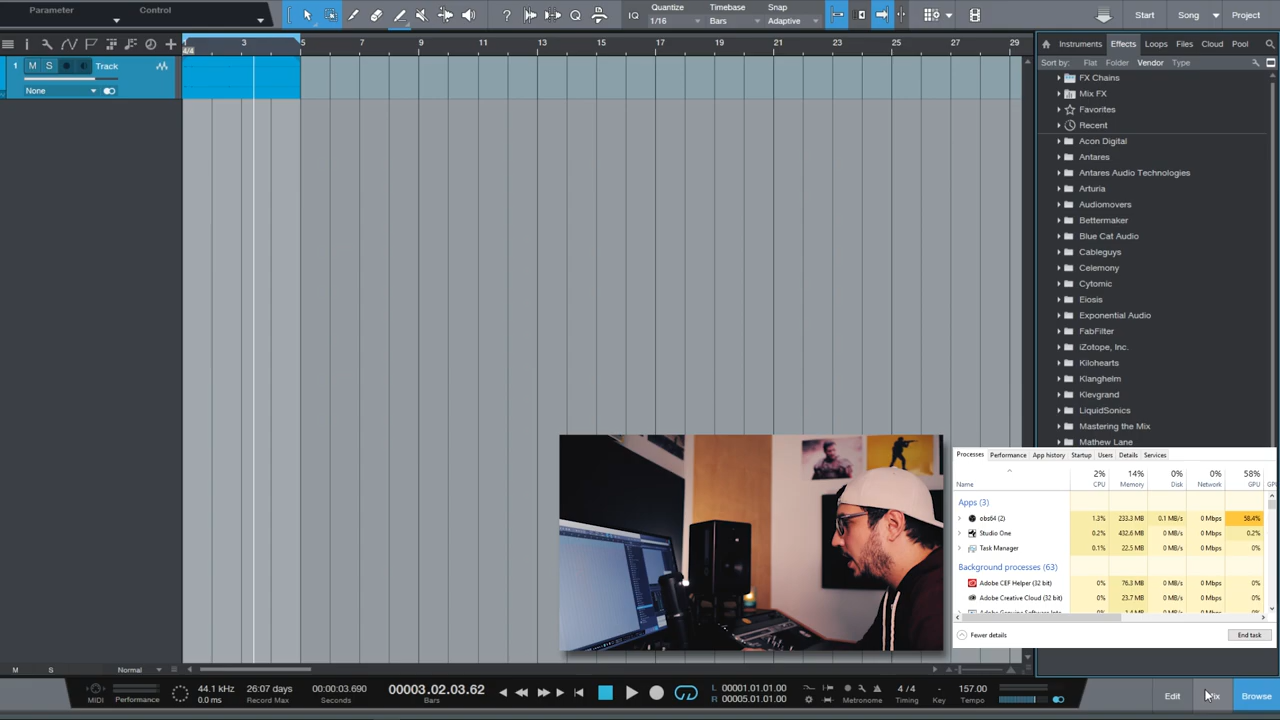 Parameter
Control
IQ
Quantize
1/16
Timebase
Bars
Snap
Adaptive
Start
Song
Project
3
5
7
9
11
13
15
17
19
21
23
25
27
29
4/4
1 M S Track
None
Instruments Effects Loops Files Cloud Pool
Sort by: Flat Folder Vendor Type
FX Chains
Mix FX
Favorites
Recent
Acon Digital
Antares
Antares Audio Technologies
Arturia
Audiomovers
Bettermaker
Blue Cat Audio
Cableguys
Celemony
Cytomic
Eiosis
Exponential Audio
FabFilter
iZotope, Inc.
Kilohearts
Klanghelm
Klevgrand
LiquidSonics
Mastering the Mix
Mathew Lane
Processes Performance App history Startup Users Details Services
2% 14% 0% 0% 58%
Name CPU Memory Disk Network GPU
Apps (3)
obs64 (2) 1.3% 233.3 MB 0.1 MB/s 0 Mbps 58.4%
Studio One 0.2% 432.6 MB 0 MB/s 0 Mbps 0.2%
Task Manager 0.1% 22.5 MB 0 MB/s 0 Mbps 0%
Background processes (63)
Adobe CEF Helper (32 bit) 0% 76.3 MB 0 MB/s 0 Mbps 0%
Adobe Creative Cloud (32 bit) 0% 23.7 MB 0 MB/s 0 Mbps 0%
Fewer details
End task
M S Normal
MIDI
Performance
44.1 kHz
0.0 ms
26:07 days
Record Max
00:00:03.690
Seconds
00003.02.03.62
Bars
L 00001.01.01.00
R 00005.01.01.00
Metronome
4/4
Timing
-
Key
157.00
Tempo
Edit
Browse